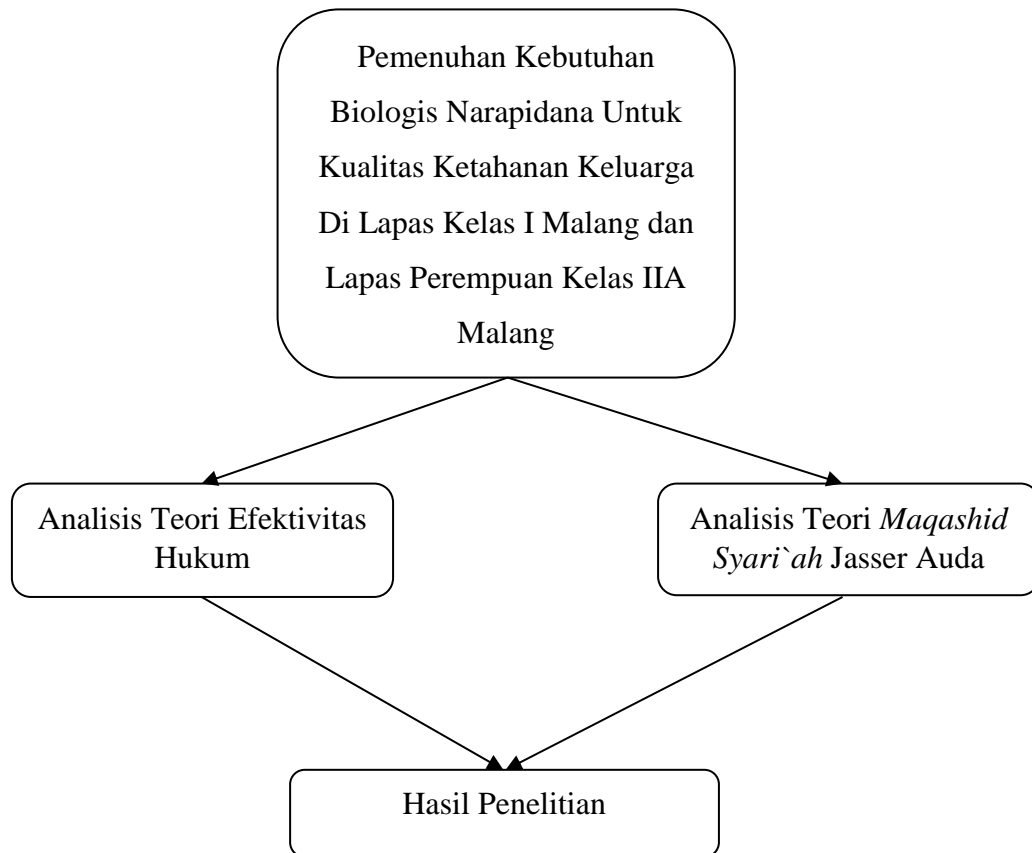 Pemenuhan Kebutuhan
Biologis Narapidana Untuk
Kualitas Ketahanan Keluarga
Di Lapas Kelas I Malang dan
Lapas Perempuan Kelas IIA
Malang
Analisis Teori Efektivitas
Hukum
Analisis Teori Maqashid
Syari`ah Jasser Auda
Hasil Penelitian